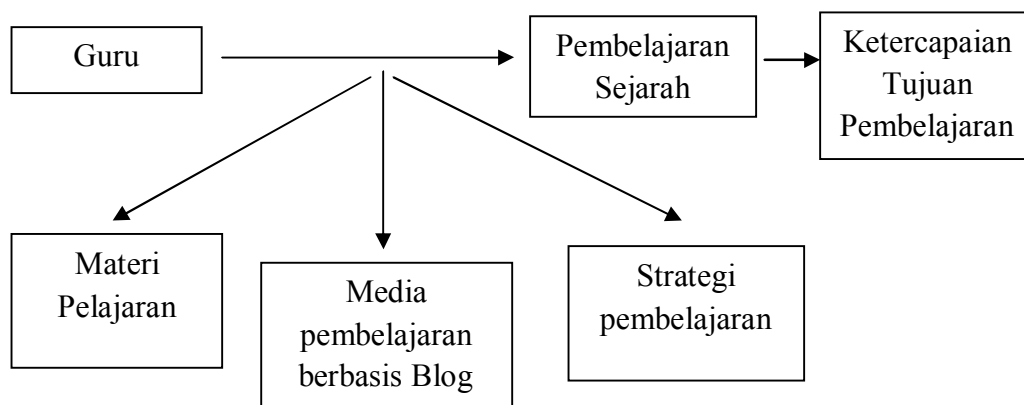 Guru
Pembelajaran
Sejarah
Ketercapaian
Tujuan
Pembelajaran
Materi
Pelajaran
Media
pembelajaran
berbasis Blog
Strategi
pembelajaran